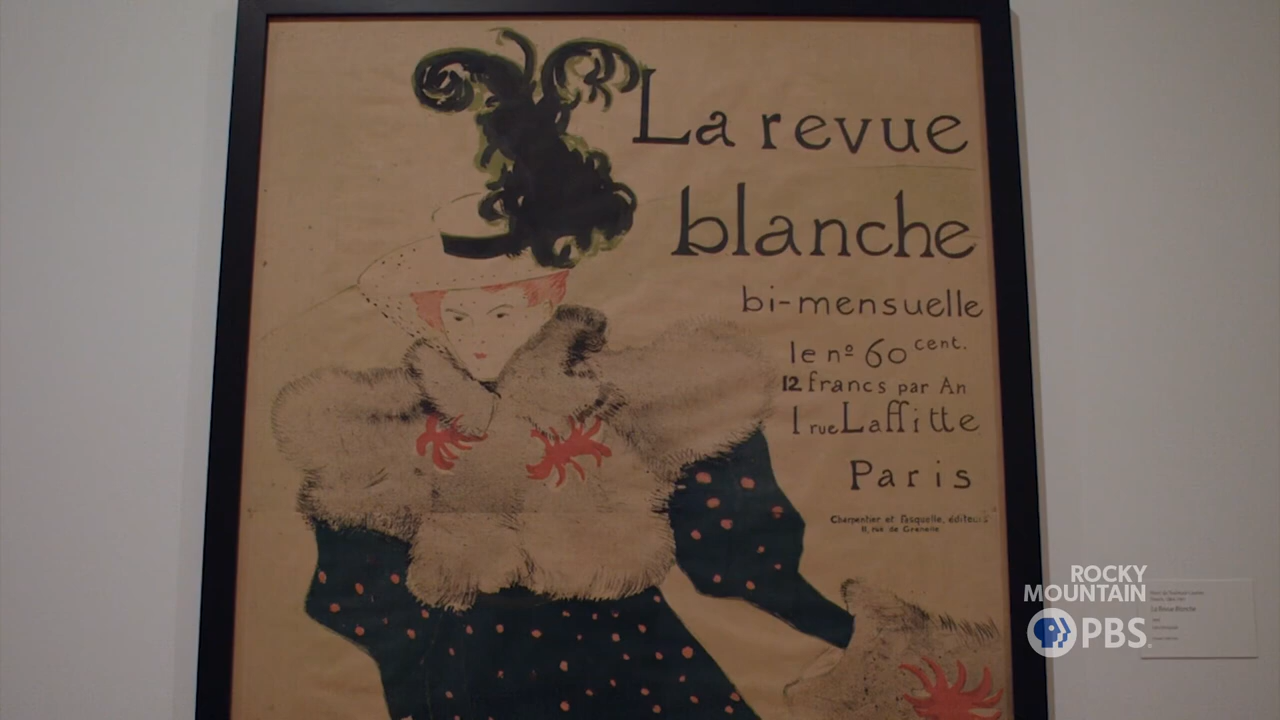 La revue
blanche
bi-mensuelle
le nº 60 cent.
12 francs par An
1 rue Laffitte
Paris
Charpentier et Fasquelle, éditeurs
11, rue de Grenelle
ROCKY
MOUNTAIN
PBS
La Revue Blanche